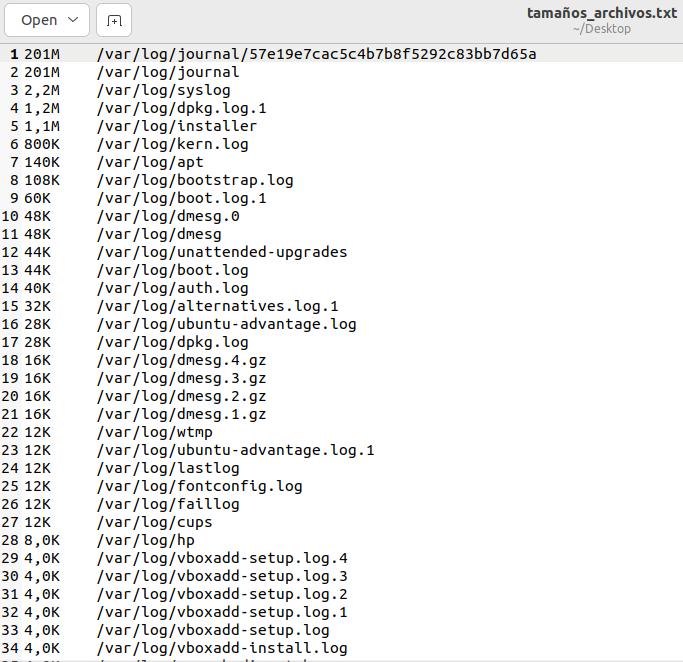 Open
tamaños_archivos.txt
~/Desktop
1 201M /var/log/journal/57e19e7cac5c4b7b8f5292c83bb7d65a
2 201M /var/log/journal
3 2,2M /var/log/syslog
4 1,2M /var/log/dpkg.log.1
5 1,1M /var/log/installer
6 800K /var/log/kern.log
7 140K /var/log/apt
8 108K /var/log/bootstrap.log
9 60K /var/log/boot.log.1
10 48K /var/log/dmesg.0
11 48K /var/log/dmesg
12 44K /var/log/unattended-upgrades
13 44K /var/log/boot.log
14 40K /var/log/auth.log
15 32K /var/log/alternatives.log.1
16 28K /var/log/ubuntu-advantage.log
17 28K /var/log/dpkg.log
18 16K /var/log/dmesg.4.gz
19 16K /var/log/dmesg.3.gz
20 16K /var/log/dmesg.2.gz
21 16K /var/log/dmesg.1.gz
22 12K /var/log/wtmp
23 12K /var/log/ubuntu-advantage.log.1
24 12K /var/log/lastlog
25 12K /var/log/fontconfig.log
26 12K /var/log/faillog
27 12K /var/log/cups
28 8,0K /var/log/hp
29 4,0K /var/log/vboxadd-setup.log.4
30 4,0K /var/log/vboxadd-setup.log.3
31 4,0K /var/log/vboxadd-setup.log.2
32 4,0K /var/log/vboxadd-setup.log.1
33 4,0K /var/log/vboxadd-setup.log
34 4,0K /var/log/vboxadd-install.log